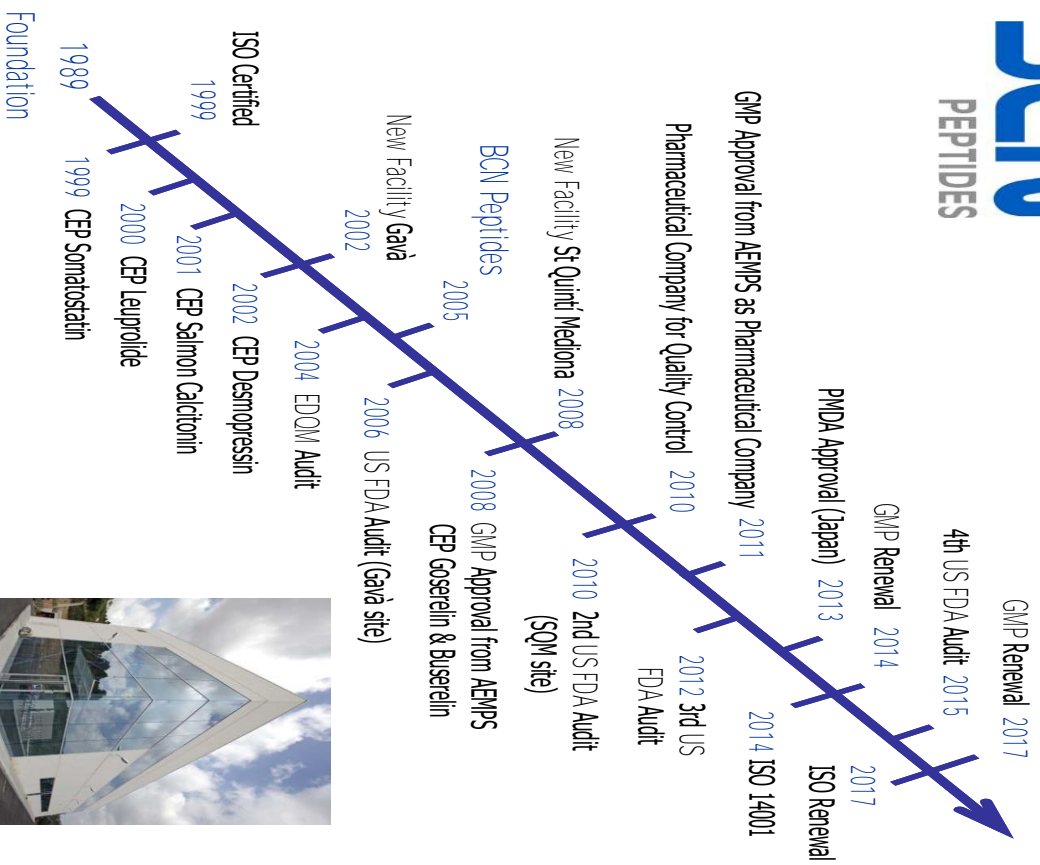 PEPTIDES
GMP Renewal 2017
4th US FDA Audit 2015
GMP Renewal 2014
PMDA Approval (Japan) 2013
GMP Approval from AEMPS as Pharmaceutical Company 2011
Pharmaceutical Company for Quality Control 2010
New Facility St Quintí Mediona 2008
BCN Peptides
2005
New Facility Gavà
2002
ISO Certified
1999
1989
Foundation
2017
ISO Renewal
2014 ISO 14001
2012 3rd US
FDA Audit
2010 2nd US FDA Audit
(SQM site)
2008 GMP Approval from AEMPS
CEP Goserelin & Buserelin
2006 US FDA Audit (Gavà site)
2004 EDQM Audit
2002 CEP Desmopressin
2001 CEP Salmon Calcitonin
2000 CEP Leuprolide
1999 CEP Somatostatin